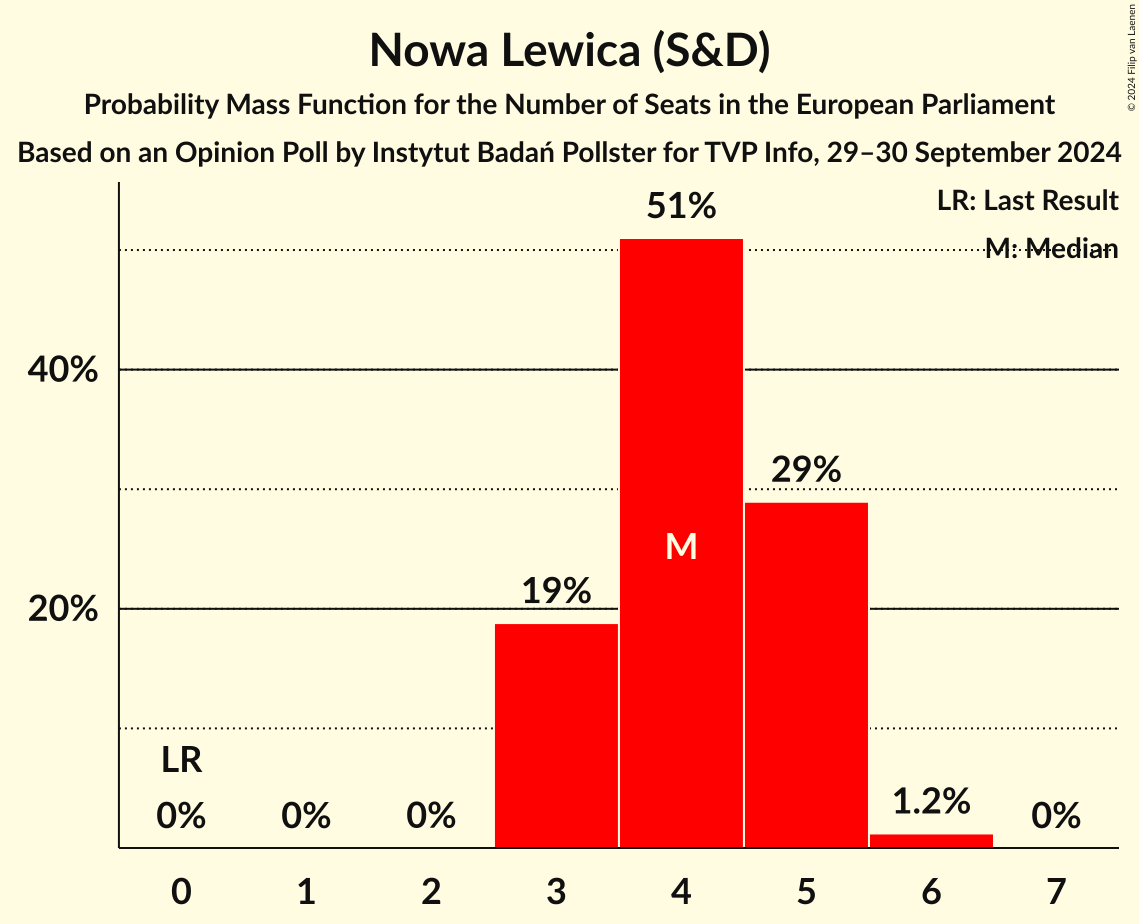 Nowa Lewica (S&D)
Probability Mass Function for the Number of Seats in the European Parliament
Based on an Opinion Poll by Instytut Badań Pollster for TVP Info, 29–30 September 2024
© 2024 Filip van Laenen
LR: Last Result
M: Median
51%
40%
29%
M
19%
20%
LR
0%
0%
0%
1.2%
0%
0 1 2 3 4 5 6 7